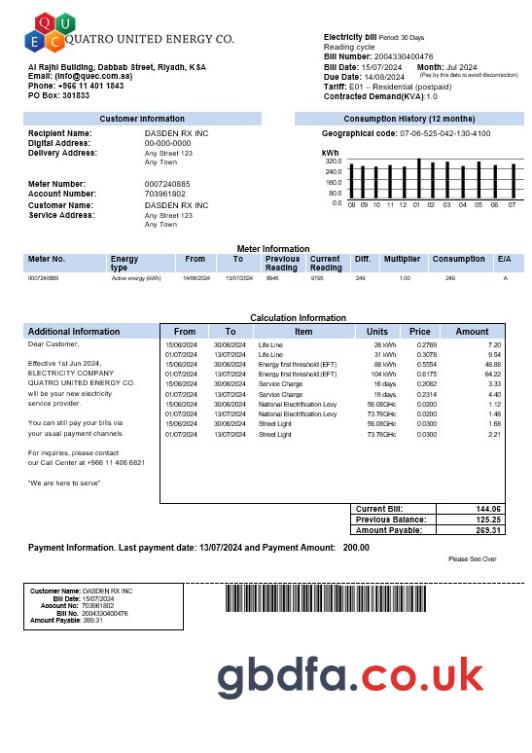 Q U E C
QUATRO UNITED ENERGY CO.
Al Rajhi Building, Dabbab Street, Riyadh, KSA
Email: (info@quec.com.sa)
Phone: +966 11 401 1843
PO Box: 301833
Electricity bill Period: 30 Days
Reading cycle
Bill Number: 2004330400476
Bill Date: 15/07/2024 Month: Jul 2024
Due Date: 14/08/2024 (Pay by this date to avoid disconnection)
Tariff: E01 – Residential (postpaid)
Contracted Demand(KVA):1.0
Customer Information
Recipient Name: DASDEN RX INC
Digital Address: 00-000-0000
Delivery Address: Any Street 123
Any Town
Meter Number: 0007240885
Account Number: 703961802
Customer Name: DASDEN RX INC
Service Address: Any Street 123
Any Town
Consumption History (12 months)
Geographical code: 07-06-525-042-130-4100
kWh
320.0
240.0
160.0
80.0
0.0
08 09 10 11 12 01 02 03 04 05 06 07
Meter Information
Meter No. Energy type From To Previous Reading Current Reading Diff. Multiplier Consumption E/A
0007240885 Active energy (kWh) 14/06/2024 13/07/2024 8946 9195 249 1.00 249 A
Calculation Information
Additional Information
Dear Customer,
Effective 1st Jun 2024,
ELECTRICITY COMPANY
QUATRO UNITED ENERGY CO.
will be your new electricity
service provider.
You can still pay your bills via
your usual payment channels.
For inquiries, please contact
our Call Center at +966 11 406 6821
"We are here to serve"
From To Item Units Price Amount
15/06/2024 30/06/2024 Life Line 26 kWh 0.2769 7.20
01/07/2024 13/07/2024 Life Line 31 kWh 0.3078 9.54
15/06/2024 30/06/2024 Energy first threshold (EFT) 88 kWh 0.5554 48.88
01/07/2024 13/07/2024 Energy first threshold (EFT) 104 kWh 0.6175 64.22
15/06/2024 30/06/2024 Service Charge 16 days 0.2082 3.33
01/07/2024 13/07/2024 Service Charge 19 days 0.2314 4.40
15/06/2024 30/06/2024 National Electrification Levy 56.08GHc 0.0200 1.12
01/07/2024 13/07/2024 National Electrification Levy 73.76GHc 0.0200 1.48
15/06/2024 30/06/2024 Street Light 56.08GHc 0.0300 1.68
01/07/2024 13/07/2024 Street Light 73.76GHc 0.0300 2.21
Current Bill: 144.06
Previous Balance: 125.25
Amount Payable: 269.31
Payment Information. Last payment date: 13/07/2024 and Payment Amount: 200.00
Please See Over
Customer Name: DASDEN RX INC
Bill Date: 15/07/2024
Account No: 703961802
Bill No. 2004330400476
Amount Payable: 269.31
gbdfa.co.uk